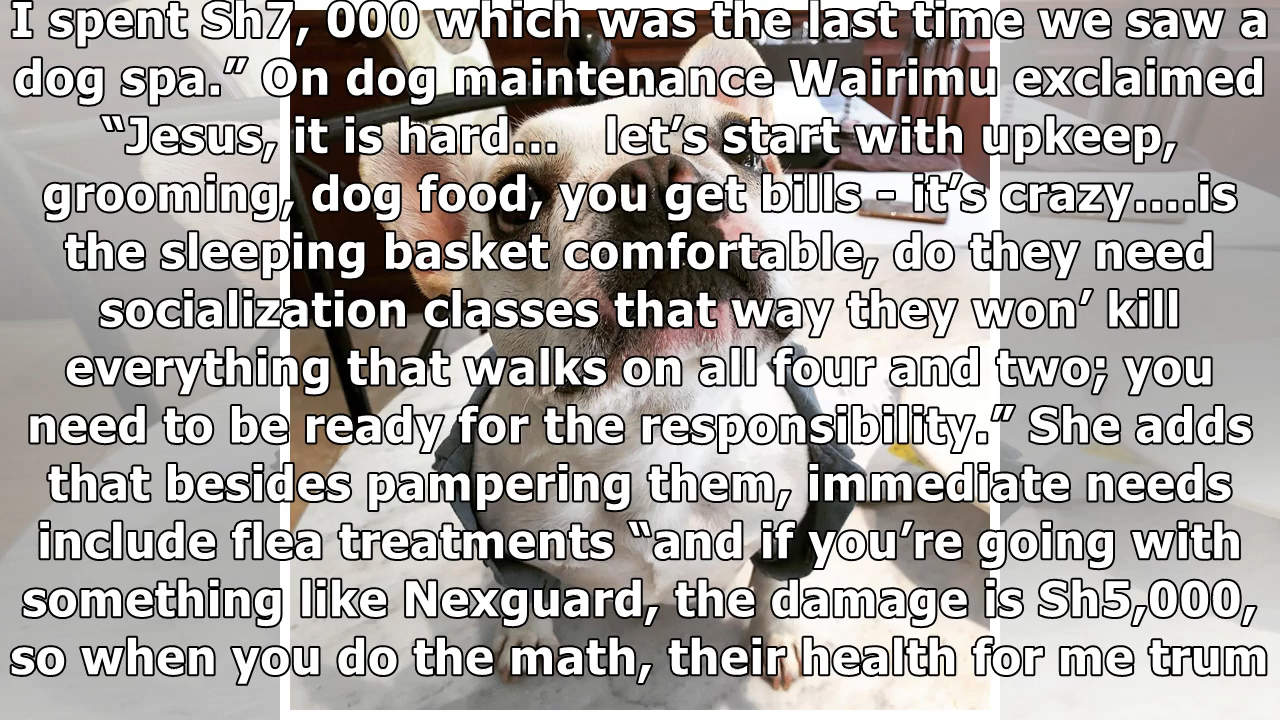 I spent Sh7, 000 which was the last time we saw a
dog spa.” On dog maintenance Wairimu exclaimed
“Jesus, it is hard... let’s start with upkeep,
grooming, dog food, you get bills - it’s crazy....is
the sleeping basket comfortable, do they need
socialization classes that way they won’ kill
everything that walks on all four and two; you
need to be ready for the responsibility.” She adds
that besides pampering them, immediate needs
include flea treatments “and if you’re going with
something like Nexguard, the damage is Sh5,000,
so when you do the math, their health for me trum